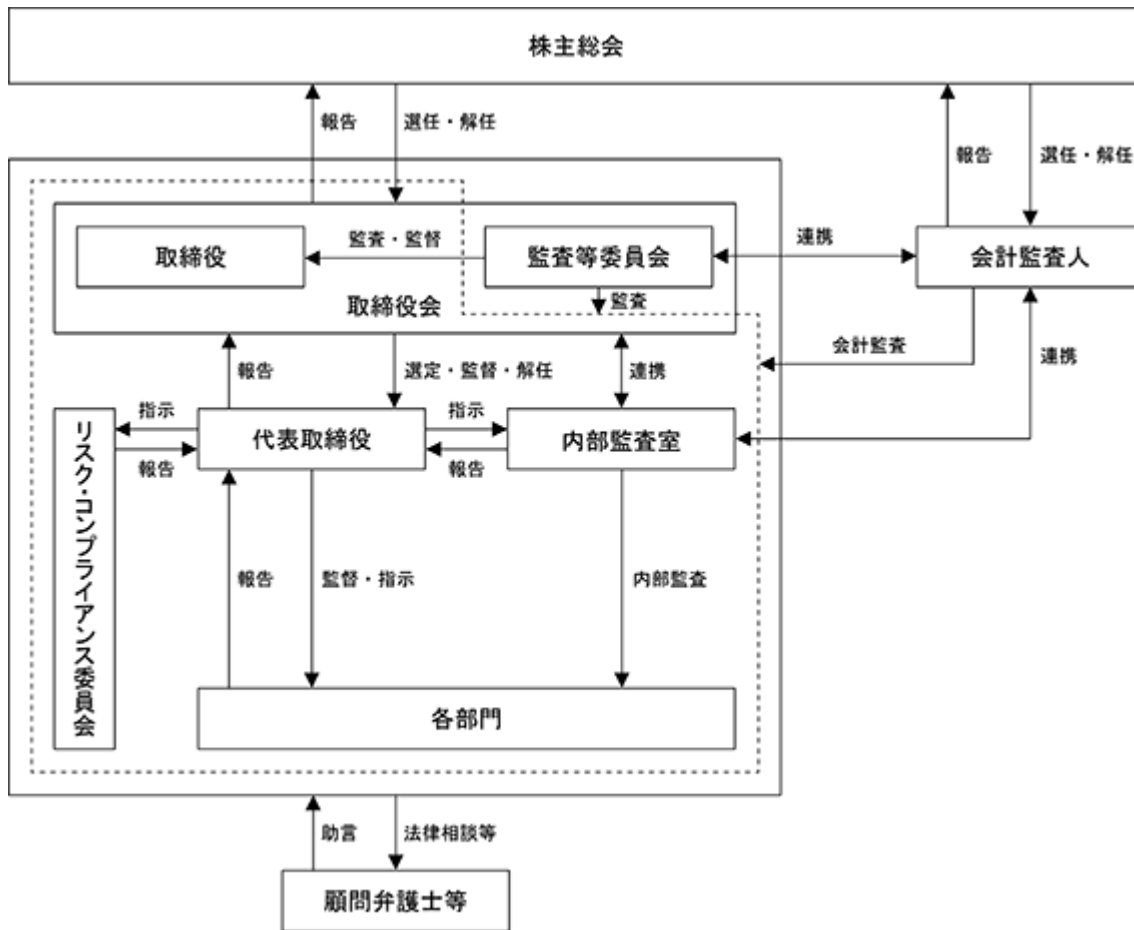 株主総会
報告
選任・解任
報告
選任・解任
取締役
監査・監督
監査等委員会
連携
会計監査人
取締役会
監査
会計監査
連携
報告
選定・監督・解任
連携
指示
代表取締役
指示
内部監査室
報告
報告
リスク・コンプライアンス委員会
報告
監督・指示
内部監査
各部門
助言
法律相談等
顧問弁護士等